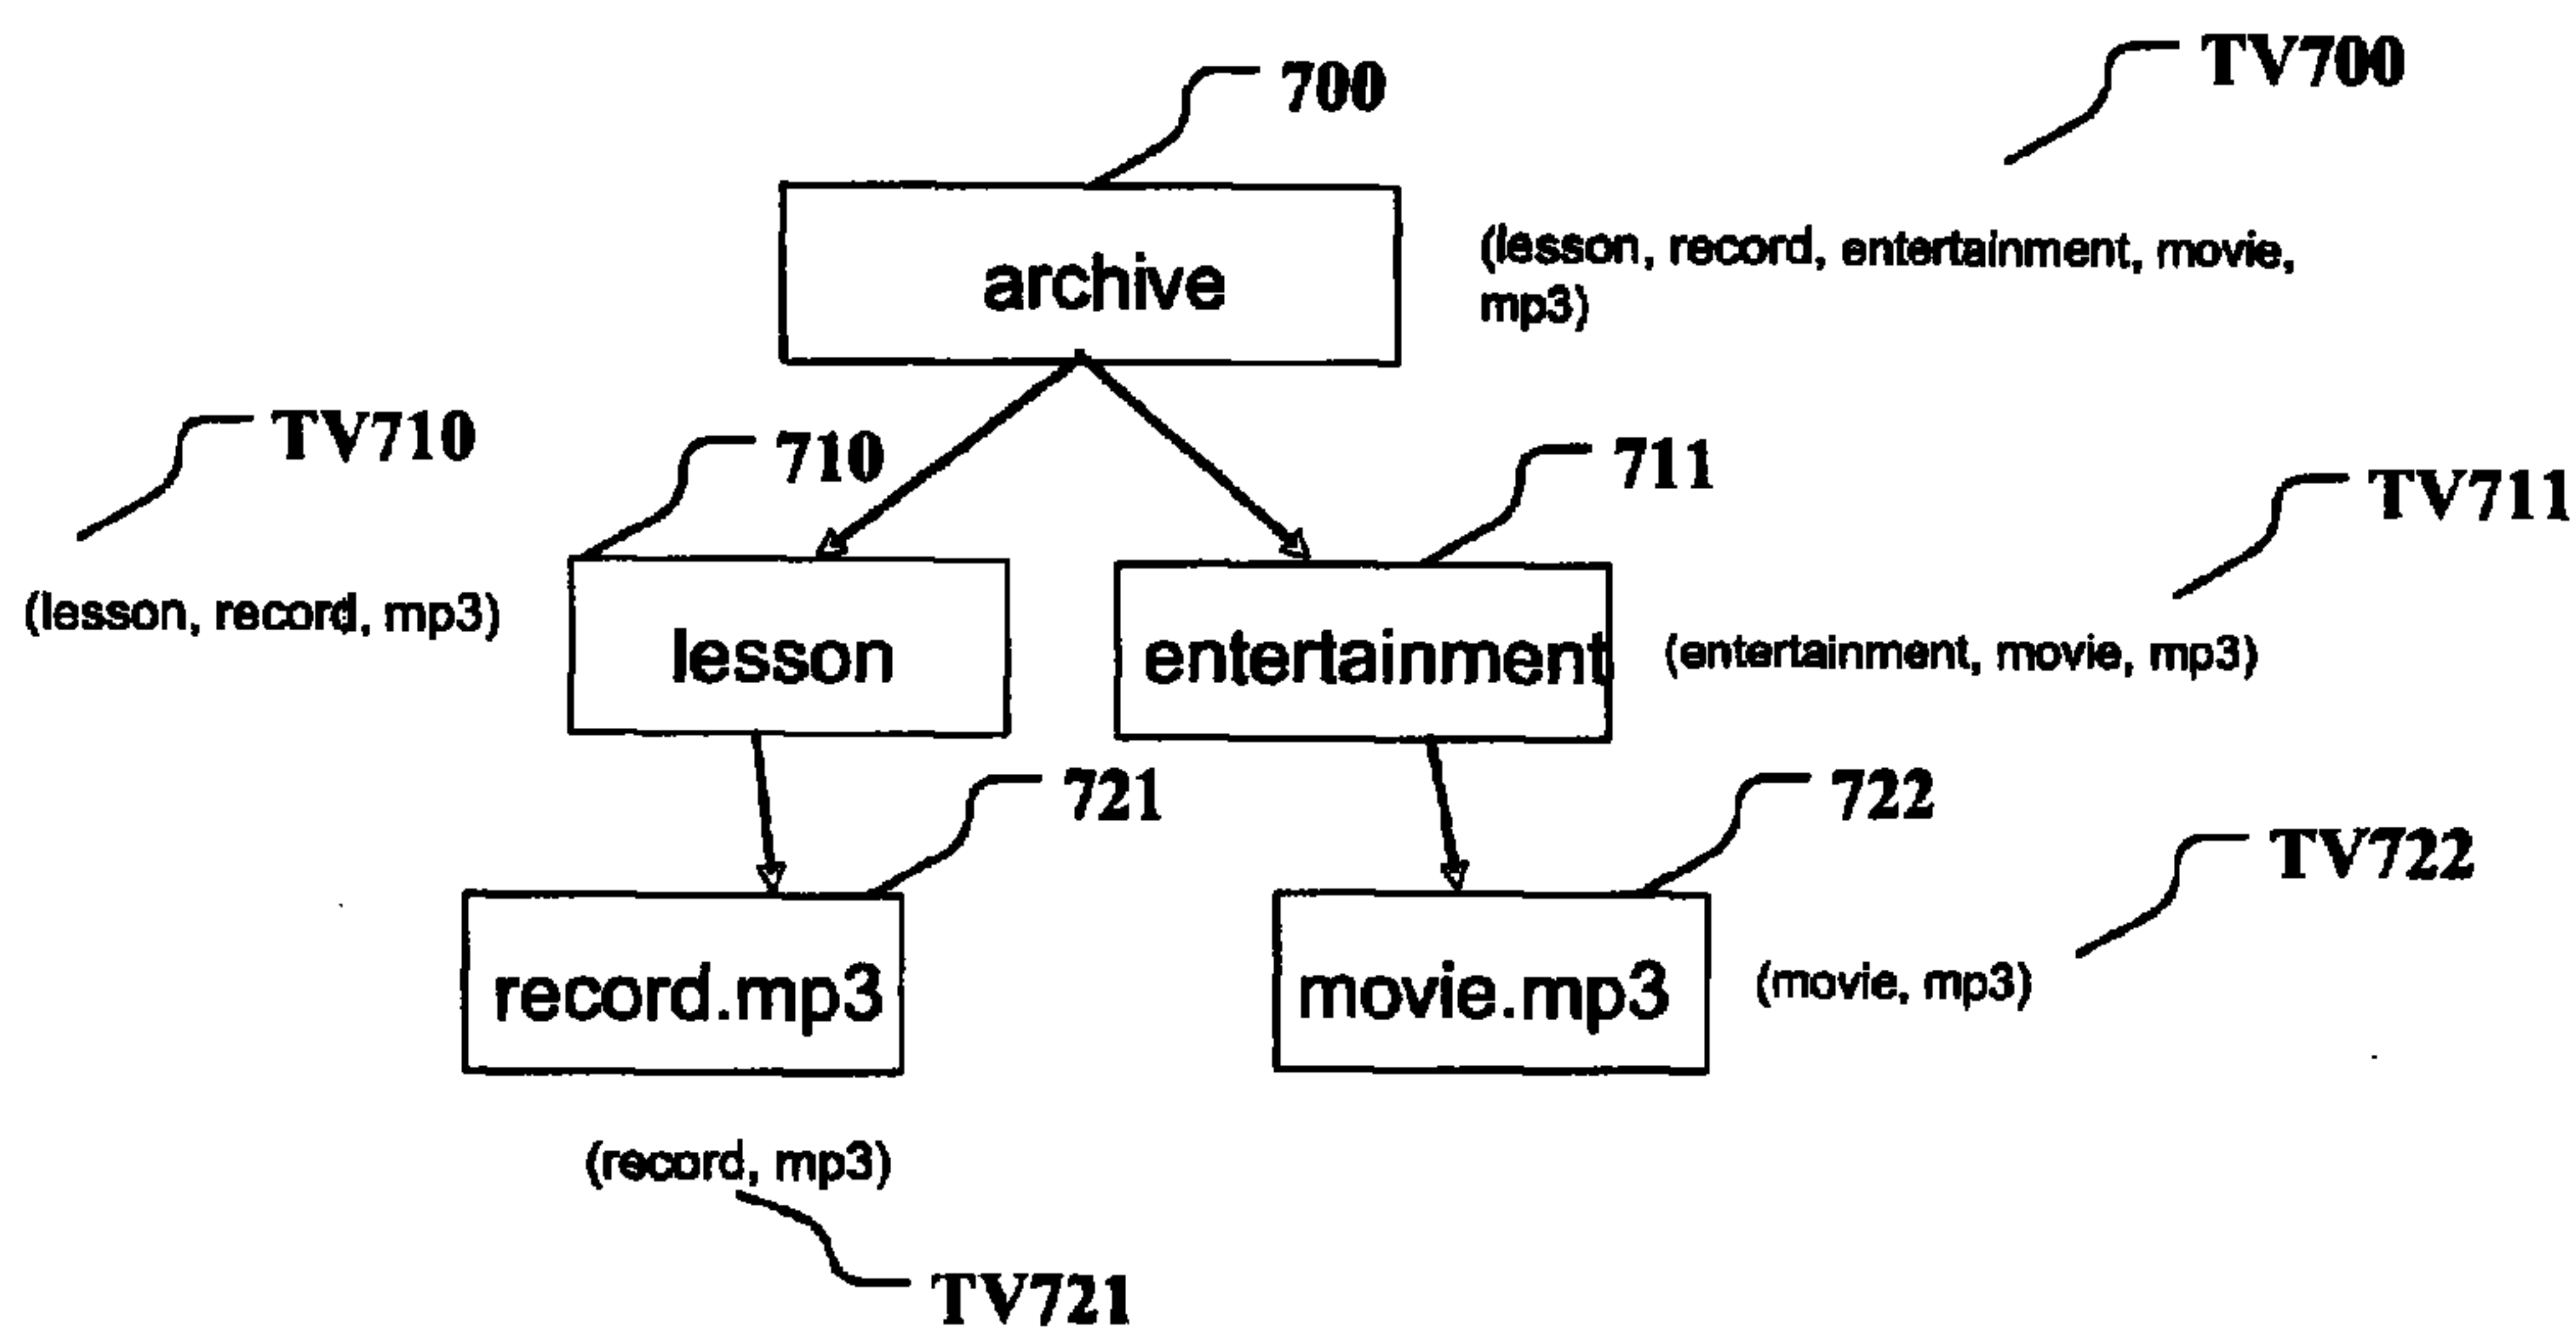 TV700
700
archive
(lesson, record, entertainment, movie,
mp3)
TV710
710
711
TV711
(lesson, record, mp3)
lesson
entertainment
(entertainment, movie, mp3)
721
722
TV722
record.mp3
movie.mp3
(movie, mp3)
(record, mp3)
TV721